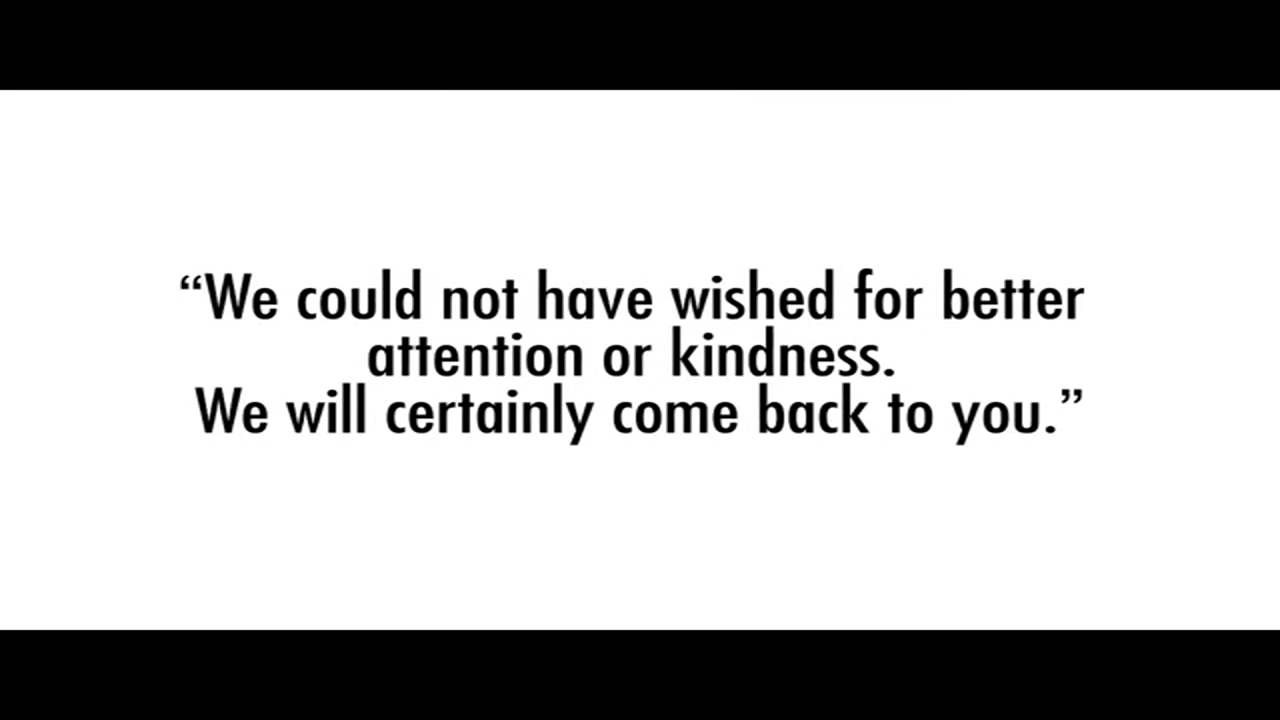 “We could not have wished for better
attention or kindness.
We will certainly come back to you.”